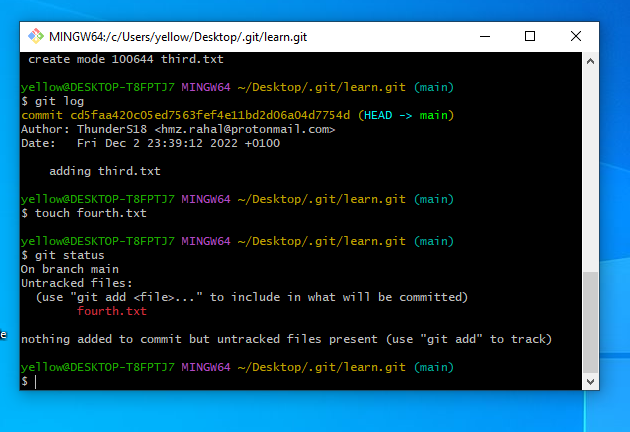 MINGW64:/c/Users/yellow/Desktop/.git/learn.git
create mode 100644 third.txt
yellow@DESKTOP-T8FPTJ7 MINGW64 ~/Desktop/.git/learn.git (main)
$ git log
commit cd5faa420c05ed7563fef4e11bd2d06a04d7754d (HEAD -> main)
Author: ThunderS18 <hmz.rahal@protonmail.com>
Date:   Fri Dec 2 23:39:12 2022 +0100
    adding third.txt
yellow@DESKTOP-T8FPTJ7 MINGW64 ~/Desktop/.git/learn.git (main)
$ touch fourth.txt
yellow@DESKTOP-T8FPTJ7 MINGW64 ~/Desktop/.git/learn.git (main)
$ git status
On branch main
Untracked files:
  (use "git add <file>..." to include in what will be committed)
        fourth.txt
e
nothing added to commit but untracked files present (use "git add" to track)
yellow@DESKTOP-T8FPTJ7 MINGW64 ~/Desktop/.git/learn.git (main)
$